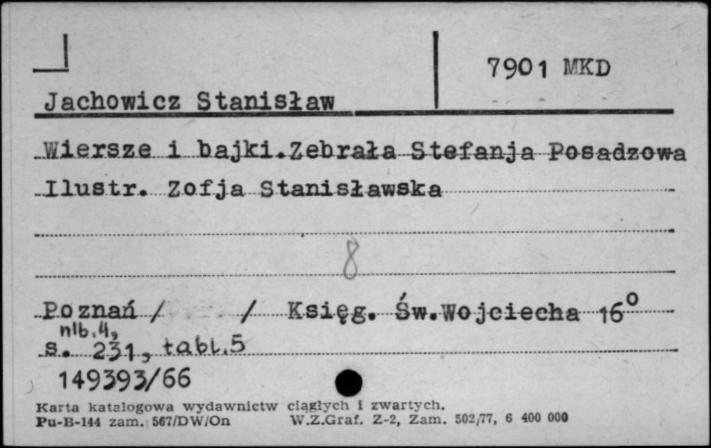 7901 MKD
Jachowicz Stanisław
Wiersze i bajki.Zebrała Stefanja Posadzowa
Ilustr. Zofja Stanisławska
8
Poznań / / Księg. Św.Wojciecha 16°
nlb.4,
s. 231, tabl.5
149393/66
Karta katalogowa wydawnictw ciągłych i zwartych.
Pu-B-144 zam. 567/DW/On W.Z.Graf. Z-2, Zam. 502/77, 6 400 000